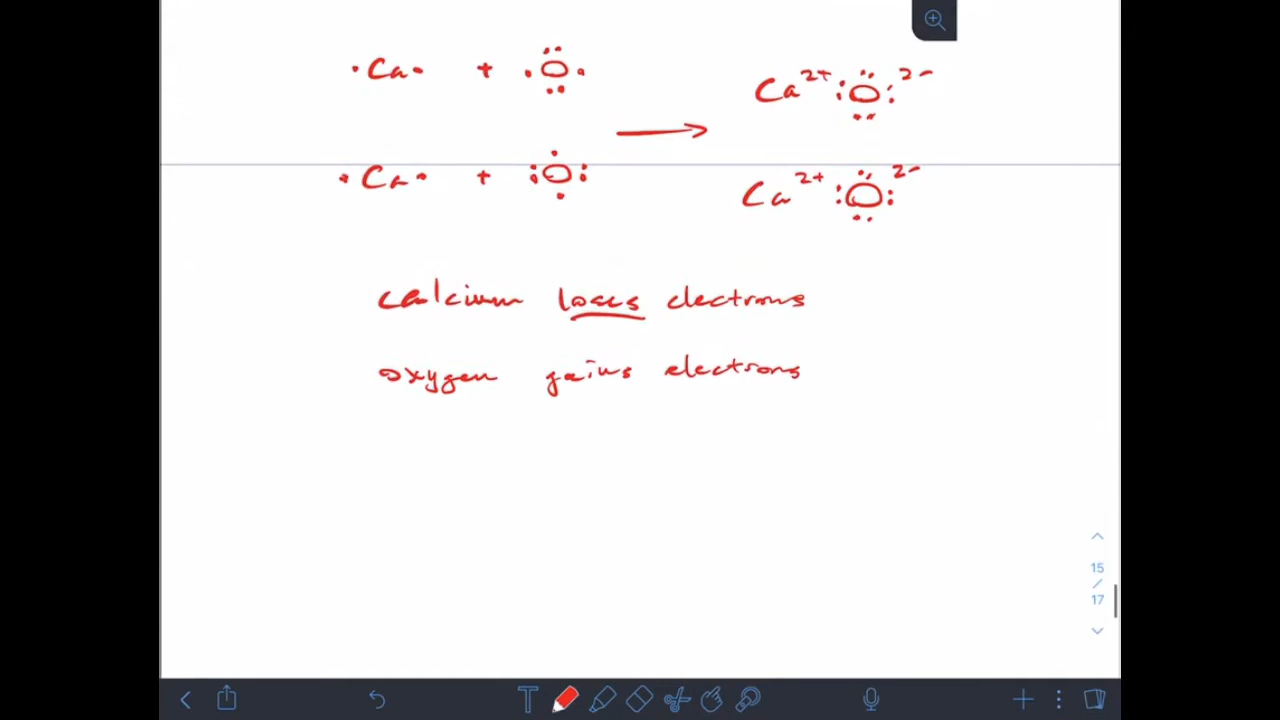 ·Ca· + ·Ö· Ca²⁺ :Ö:²⁻
·Ca· + :Ȯ: Ca²⁺ :Ö:²⁻
calcium loses electrons
oxygen gains electrons
15
/
17
T